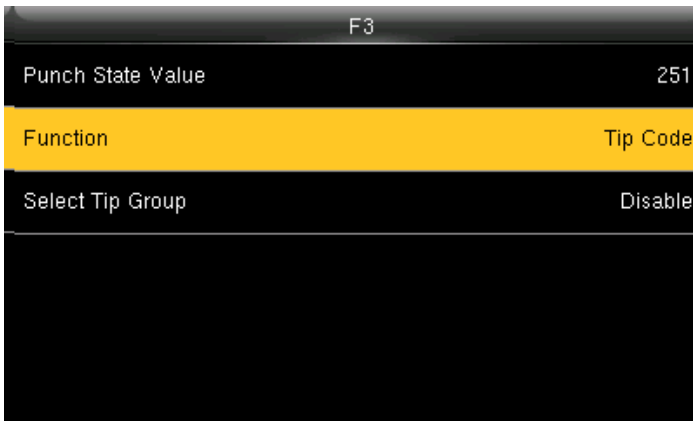 F3
Punch State Value 251
Function Tip Code
Select Tip Group Disable